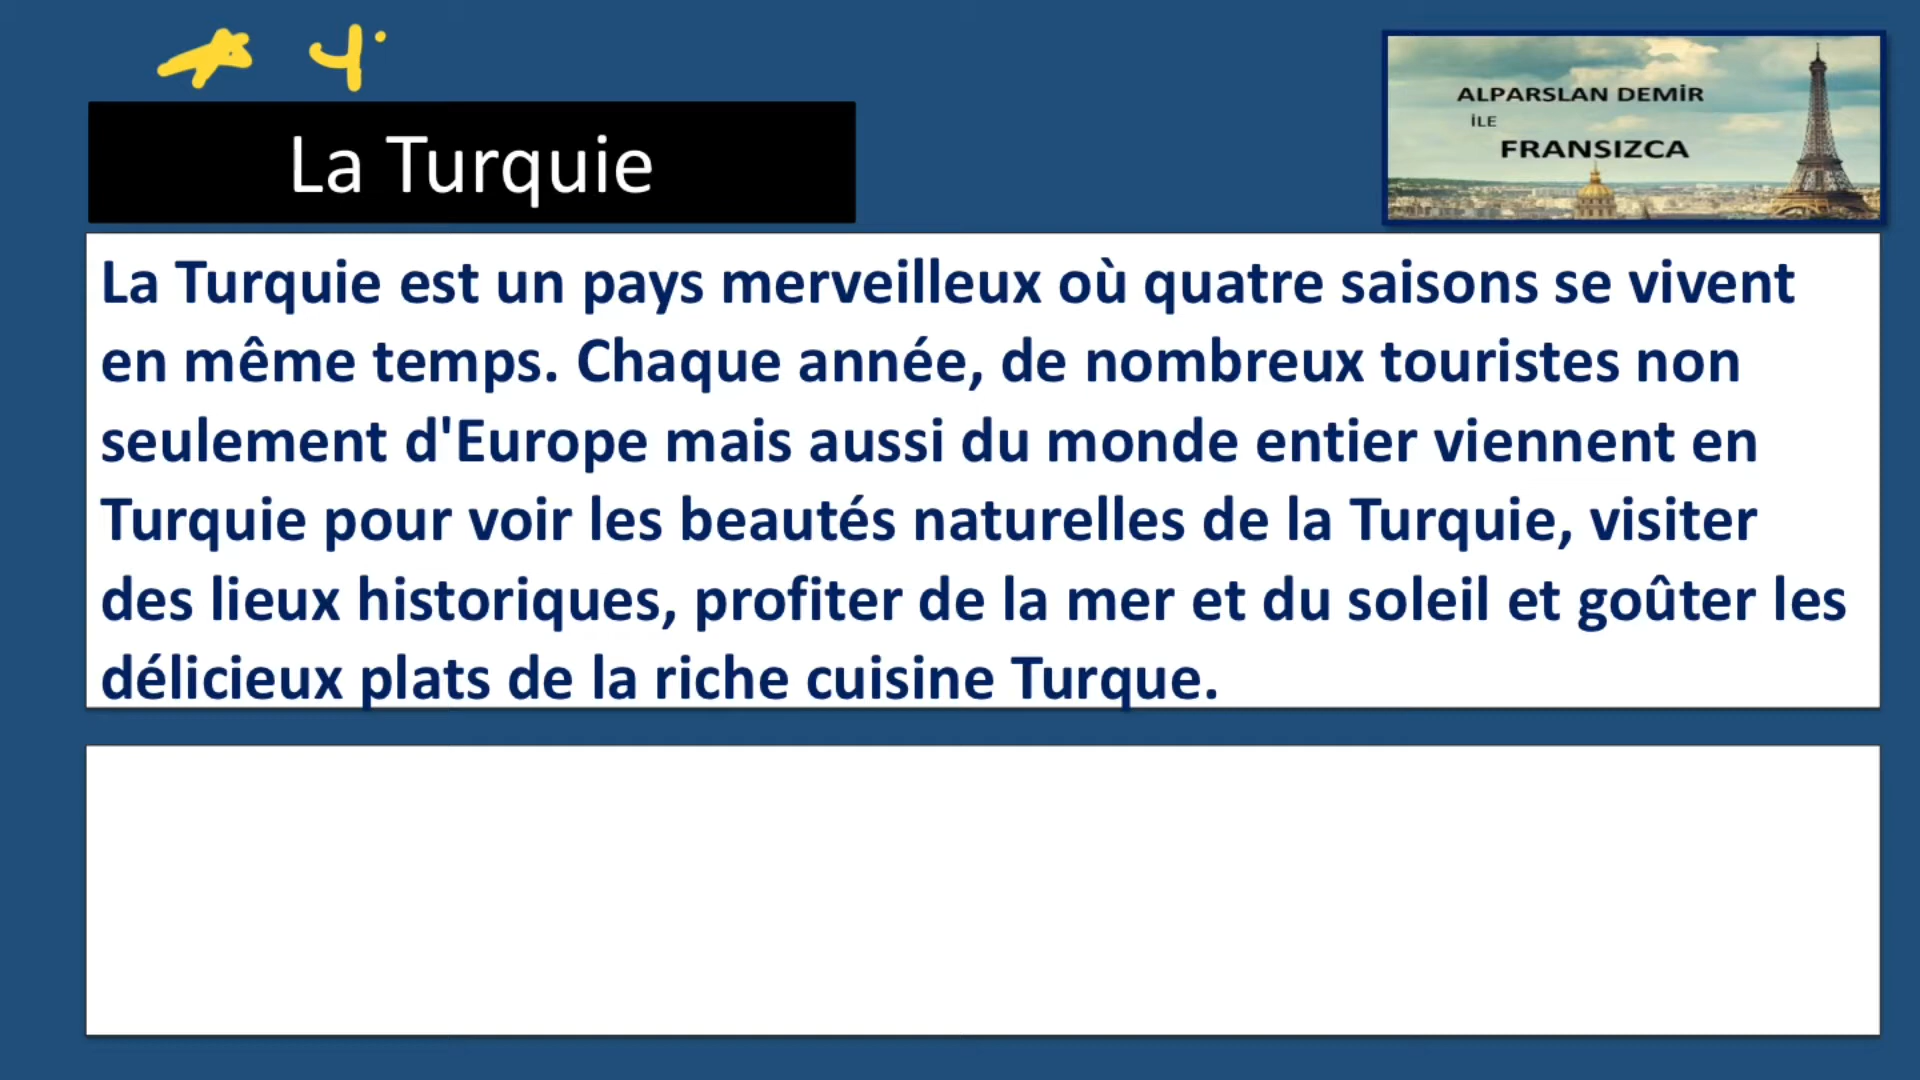 4.
La Turquie
ALPARSLAN DEMİR
İLE
FRANSIZCA
La Turquie est un pays merveilleux où quatre saisons se vivent
en même temps. Chaque année, de nombreux touristes non
seulement d'Europe mais aussi du monde entier viennent en
Turquie pour voir les beautés naturelles de la Turquie, visiter
des lieux historiques, profiter de la mer et du soleil et goûter les
délicieux plats de la riche cuisine Turque.